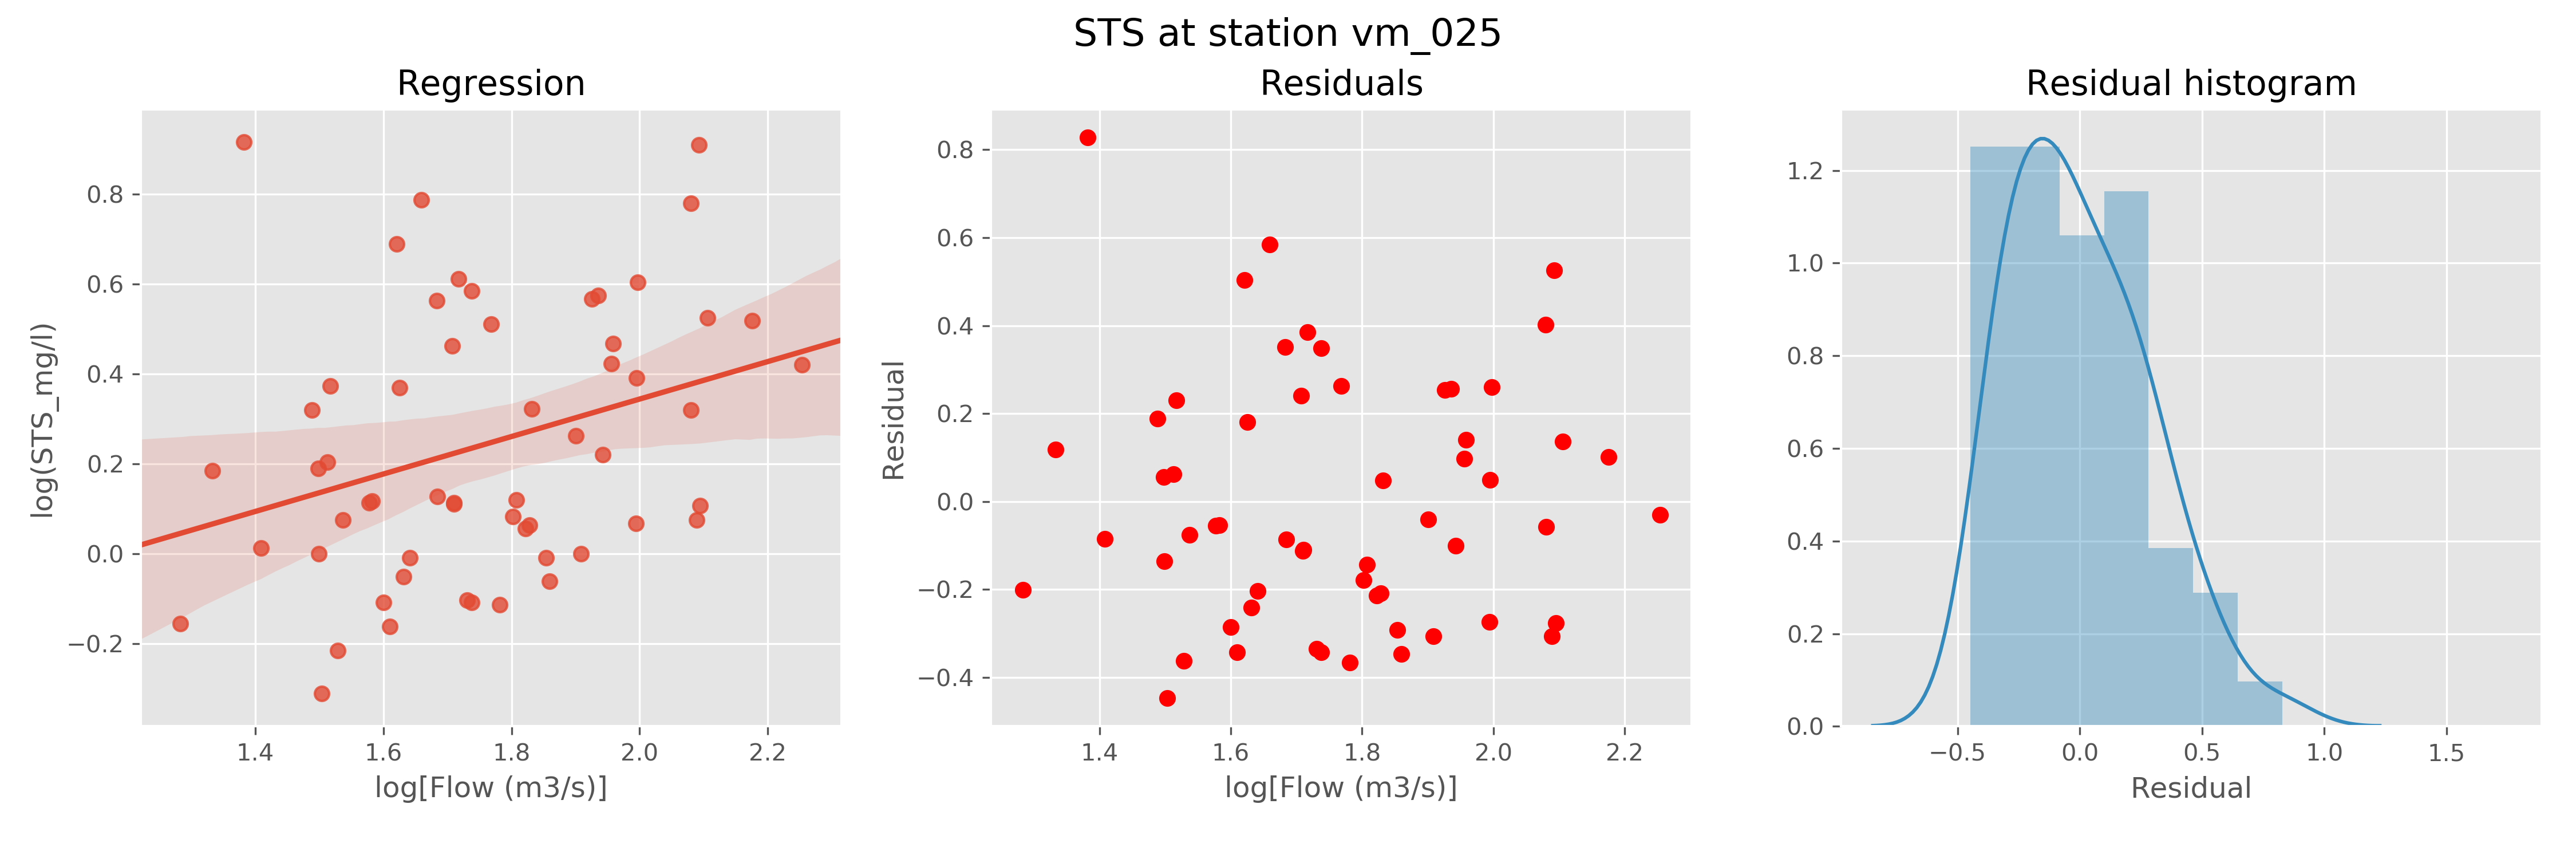 STS at station vm_025
Regression
0.8
0.6
0.4
0.2
0.0
−0.2
log(STS_mg/l)
1.4 1.6 1.8 2.0 2.2
log[Flow (m3/s)]
Residuals
0.8
0.6
0.4
0.2
0.0
−0.2
−0.4
Residual
1.4 1.6 1.8 2.0 2.2
log[Flow (m3/s)]
Residual histogram
1.2
1.0
0.8
0.6
0.4
0.2
0.0
−0.5 0.0 0.5 1.0 1.5
Residual